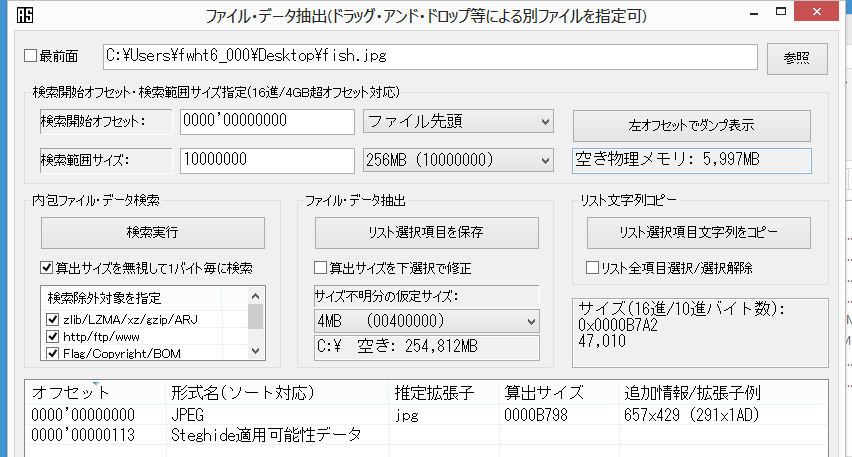 ファイル・データ抽出(ドラッグ・アンド・ドロップ等による別ファイルを指定可)
最前面
C:¥Users¥fwht6_000¥Desktop¥fish.jpg
参照
検索開始オフセット・検索範囲サイズ指定(16進/4GB超オフセット対応)
検索開始オフセット:
0000'00000000
ファイル先頭
左オフセットでダンプ表示
検索範囲サイズ:
10000000
256MB (10000000)
空き物理メモリ: 5,997MB
内包ファイル・データ検索
検索実行
算出サイズを無視して1バイト毎に検索
検索除外対象を指定
zlib/LZMA/xz/gzip/ARJ
http/ftp/www
Flag/Copyright/BOM
ファイル・データ抽出
リスト選択項目を保存
算出サイズを下選択で修正
サイズ不明分の仮定サイズ:
4MB (00400000)
C:¥ 空き: 254,812MB
リスト文字列コピー
リスト選択項目文字列をコピー
リスト全項目選択/選択解除
サイズ(16進/10進バイト数):
0x0000B7A2
47,010
オフセット 形式名(ソート対応) 推定拡張子 算出サイズ 追加情報/拡張子例
0000'00000000 JPEG jpg 0000B798 657x429 (291x1AD)
0000'00000113 Steghide適用可能性データ